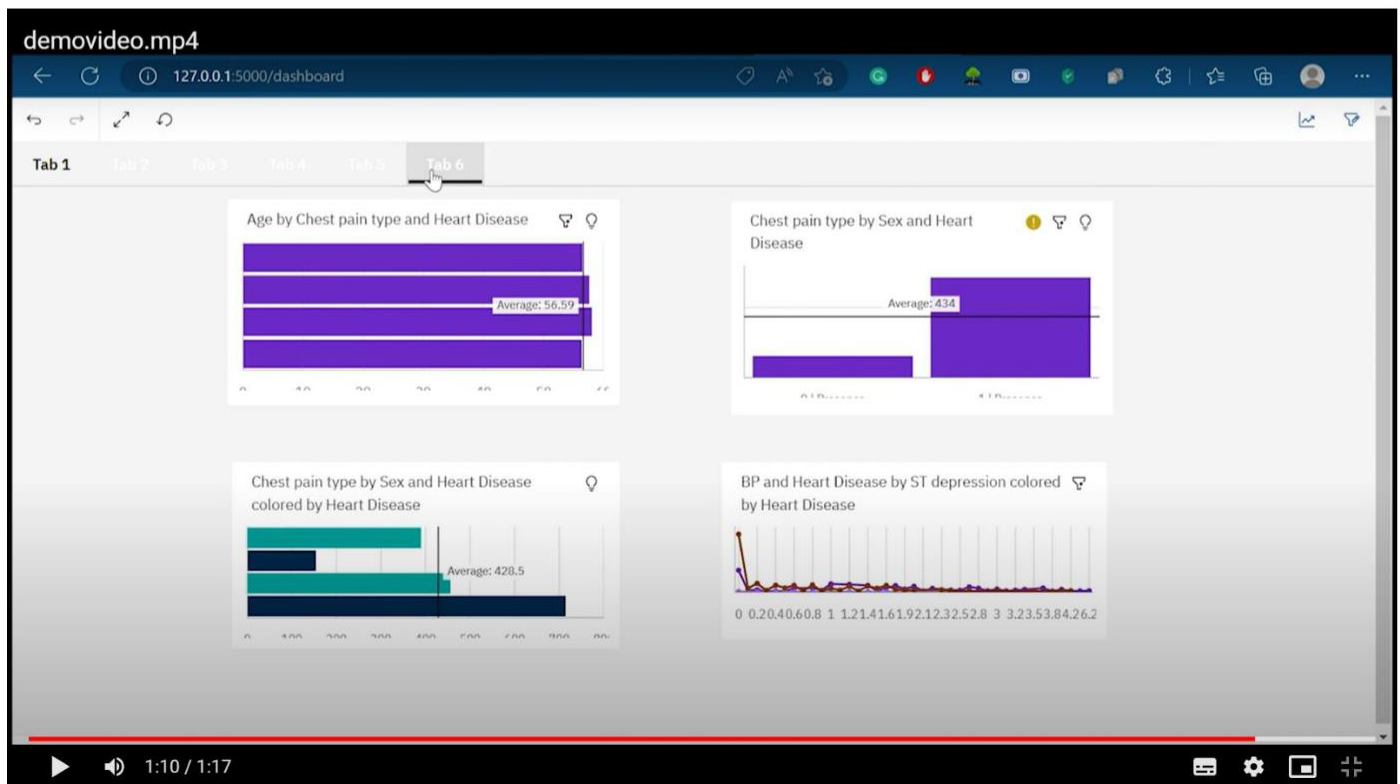 demovideo.mp4
127.0.0.1:5000/dashboard
Tab 1 Tab 2 Tab 3 Tab 4 Tab 5 Tab 6
Age by Chest pain type and Heart Disease
Average: 56.59
Chest pain type by Sex and Heart
Disease
Average: 434
Chest pain type by Sex and Heart Disease
colored by Heart Disease
Average: 428.5
BP and Heart Disease by ST depression colored
by Heart Disease
0 0.20.40.60.8 1 1.21.41.61.92.12.32.52.8 3 3.23.53.84.26.2
1:10 / 1:17